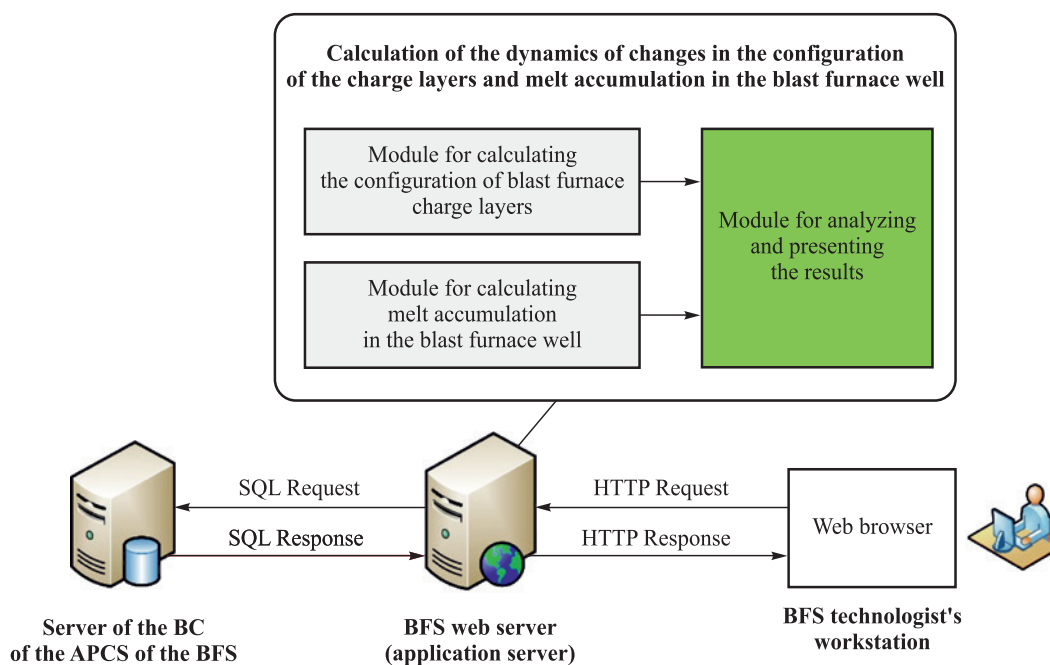 Calculation of the dynamics of changes in the configuration
of the charge layers and melt accumulation in the blast furnace well
Module for calculating
the configuration of blast furnace
charge layers
Module for analyzing
and presenting
the results
Module for calculating
melt accumulation
in the blast furnace well
SQL Request
HTTP Request
Web browser
SQL Response
HTTP Response
Server of the BC
of the APCS of the BFS
BFS web server
(application server)
BFS technologist's
workstation